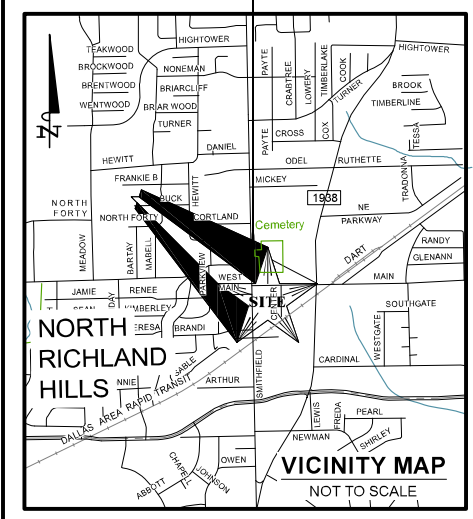 HIGHTOWER
TEAKWOOD
BROCKWOOD
BRENTWOOD
WENTWOOD
NONEMAN
BRIARCLIFF
BRIAR WOOD
TURNER
DANIEL
PAYTE
CRABTREE
LOWERY
TIMBERLAKE
COOK
TURNER
HIGHTOWER
BROOK
TIMBERLINE
TESSA
PAYTE
CROSS
COX
HEWITT
ODEL
RUTHETTE
TRADONNA
FRANKIE B
MICKEY
1938
BUCK
HEWITT
NORTH
FORTY
NORTH FORTY
CORTLAND
NE
PARKWAY
Cemetery
MEADOW
BARTAY
MABELL
PARKVIEW
DART
RANDY
GLENANN
WEST
MAIN
MAIN
JAMIE
RENEE
SITE
CENTER
SOUTHGATE
DAY
KIMBERLEY
BRANDI
NORTH
RICHLAND
HILLS
SABLE
WESTGATE
CARDINAL
NNIE
ARTHUR
SMITHFIELD
DALLAS AREA RAPID TRANSIT
LEWIS
FREDA
PEARL
NEWMAN
SHIRLEY
OWEN
CHAPELL
JOHNSON
ABBOTT
VICINITY MAP
NOT TO SCALE
N